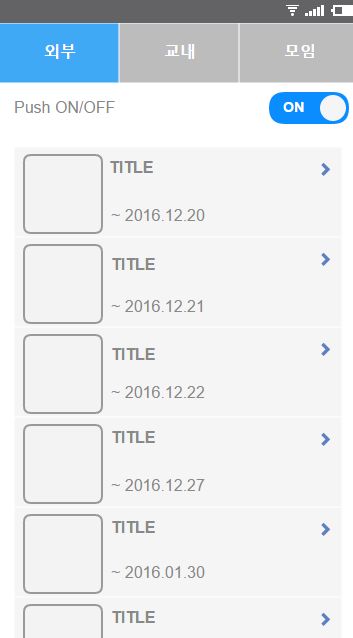 외부 교내 모임
Push ON/OFF ON
TITLE
~ 2016.12.20
TITLE
~ 2016.12.21
TITLE
~ 2016.12.22
TITLE
~ 2016.12.27
TITLE
~ 2016.01.30
TITLE